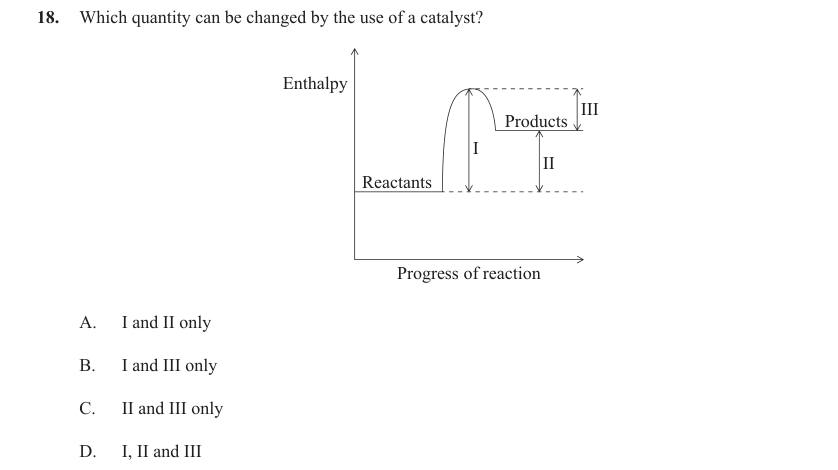 18. Which quantity can be changed by the use of a catalyst?
Enthalpy
III
Products
I
II
Reactants
Progress of reaction
A. I and II only
B. I and III only
C. II and III only
D. I, II and III